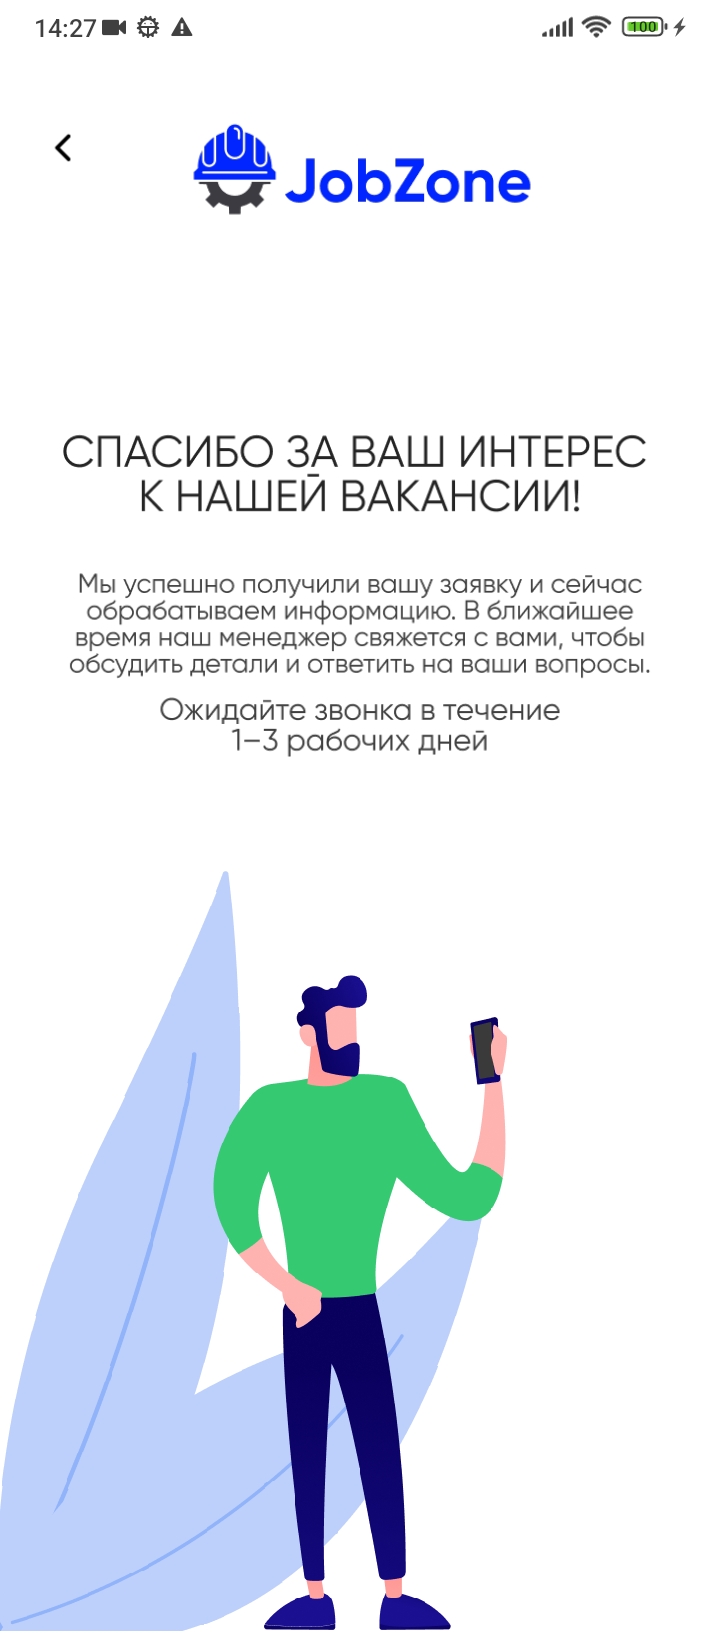 14:27
100
JobZone
СПАСИБО ЗА ВАШ ИНТЕРЕС
К НАШЕЙ ВАКАНСИИ!
Мы успешно получили вашу заявку и сейчас
обрабатываем информацию. В ближайшее
время наш менеджер свяжется с вами, чтобы
обсудить детали и ответить на ваши вопросы.
Ожидайте звонка в течение
1–3 рабочих дней